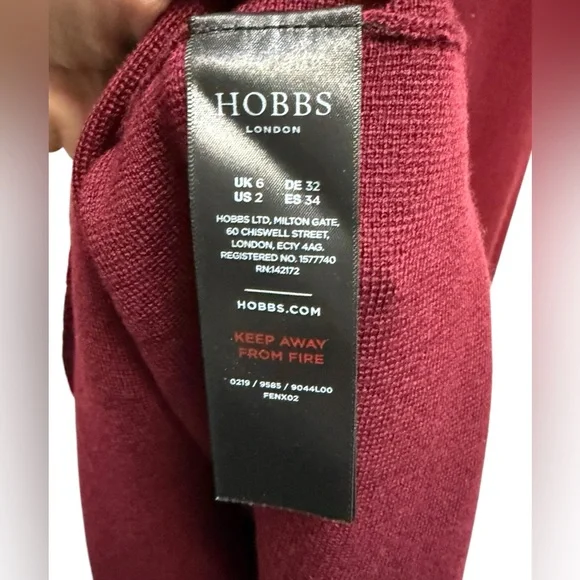 HOBBS
LONDON
UK 6 DE 32
US 2 ES 34
HOBBS LTD, MILTON GATE,
60 CHISWELL STREET,
LONDON, EC1Y 4AG.
REGISTERED NO. 1577740
RN:142172
HOBBS.COM
KEEP AWAY
FROM FIRE
0219 / 9585 / 9044L00
FENX02